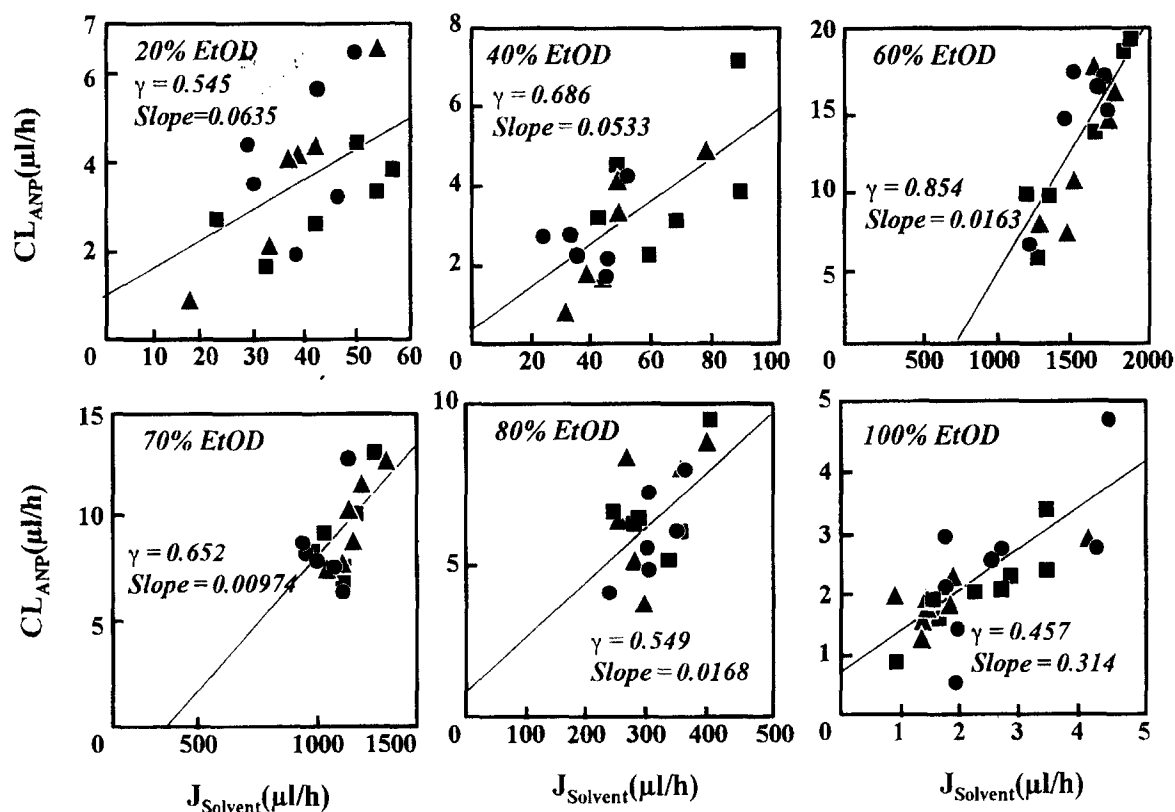 7
6
4
2
0
10
20
30
40
50
60
20% EtOD
γ = 0.545
Slope=0.0635
CL_ANP(µl/h)
8
6
4
2
0
20
40
60
80
100
40% EtOD
γ = 0.686
Slope = 0.0533
20
15
10
5
0
500
1000
1500
2000
60% EtOD
γ = 0.854
Slope = 0.0163
15
10
5
0
500
1000
1500
70% EtOD
γ = 0.652
Slope = 0.00974
CL_ANP(µl/h)
J_Solvent(µl/h)
10
5
0
100
200
300
400
500
80% EtOD
γ = 0.549
Slope = 0.0168
J_Solvent(µl/h)
5
4
3
2
1
0
1
2
3
4
5
100% EtOD
γ = 0.457
Slope = 0.314
J_Solvent(µl/h)